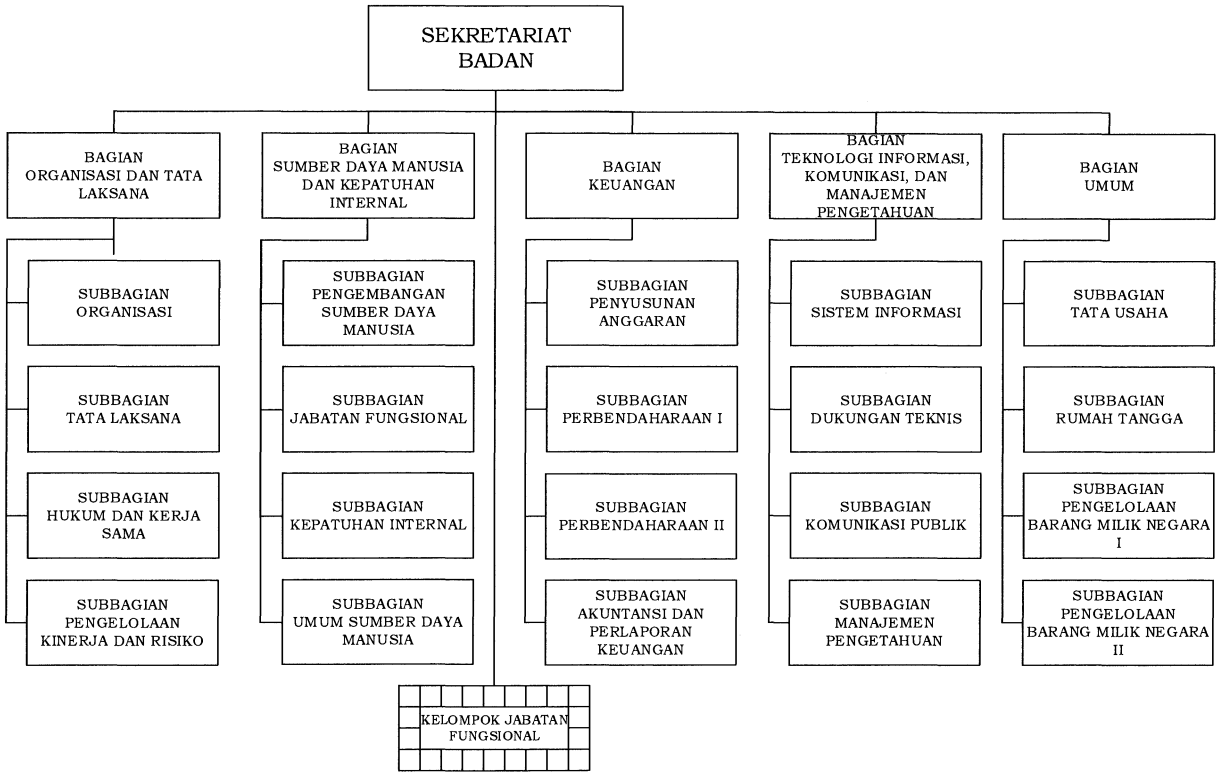 SEKRETARIAT
BADAN
BAGIAN
ORGANISASI DAN TATA
LAKSANA
BAGIAN
SUMBER DAYA MANUSIA
DAN KEPATUHAN
INTERNAL
BAGIAN
KEUANGAN
BAGIAN
TEKNOLOGI INFORMASI,
KOMUNIKASI, DAN
MANAJEMEN
PENGETAHUAN
BAGIAN
UMUM
SUBBAGIAN
ORGANISASI
SUBBAGIAN
PENGEMBANGAN
SUMBER DAYA
MANUSIA
SUBBAGIAN
PENYUSUNAN
ANGGARAN
SUBBAGIAN
SISTEM INFORMASI
SUBBAGIAN
TATA USAHA
SUBBAGIAN
TATA LAKSANA
SUBBAGIAN
JABATAN FUNGSIONAL
SUBBAGIAN
PERBENDAHARAAN I
SUBBAGIAN
DUKUNGAN TEKNIS
SUBBAGIAN
RUMAH TANGGA
SUBBAGIAN
HUKUM DAN KERJA
SAMA
SUBBAGIAN
KEPATUHAN INTERNAL
SUBBAGIAN
PERBENDAHARAAN II
SUBBAGIAN
KOMUNIKASI PUBLIK
SUBBAGIAN
PENGELOLAAN
BARANG MILIK NEGARA
I
SUBBAGIAN
PENGELOLAAN
KINERJA DAN RISIKO
SUBBAGIAN
UMUM SUMBER DAYA
MANUSIA
SUBBAGIAN
AKUNTANSI DAN
PERLAPORAN
KEUANGAN
SUBBAGIAN
MANAJEMEN
PENGETAHUAN
SUBBAGIAN
PENGELOLAAN
BARANG MILIK NEGARA
II
KELOMPOK JABATAN
FUNGSIONAL